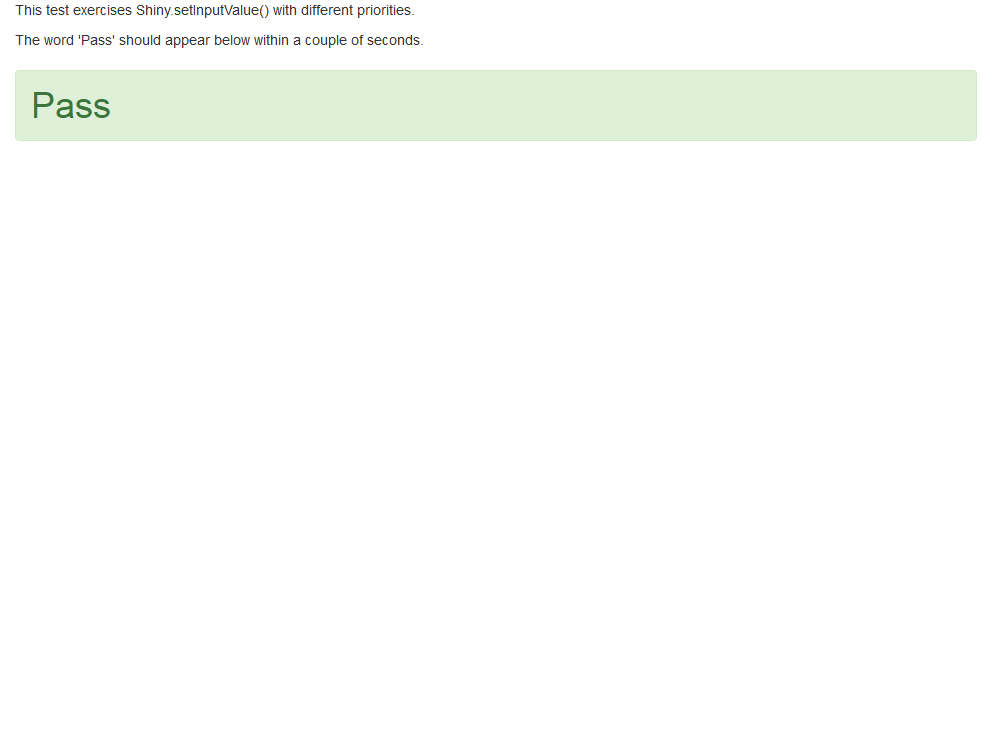 This test exercises Shiny.setInputValue() with different priorities.
The word 'Pass' should appear below within a couple of seconds.
Pass